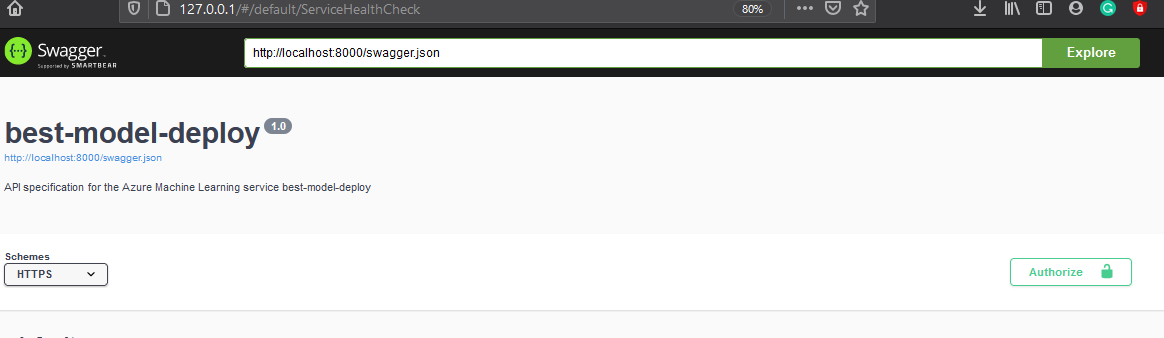 127.0.0.1/#/default/ServiceHealthCheck
80%
Swagger
Supported by SMARTBEAR
http://localhost:8000/swagger.json
Explore
best-model-deploy 1.0
http://localhost:8000/swagger.json
API specification for the Azure Machine Learning service best-model-deploy
Schemes
HTTPS
Authorize